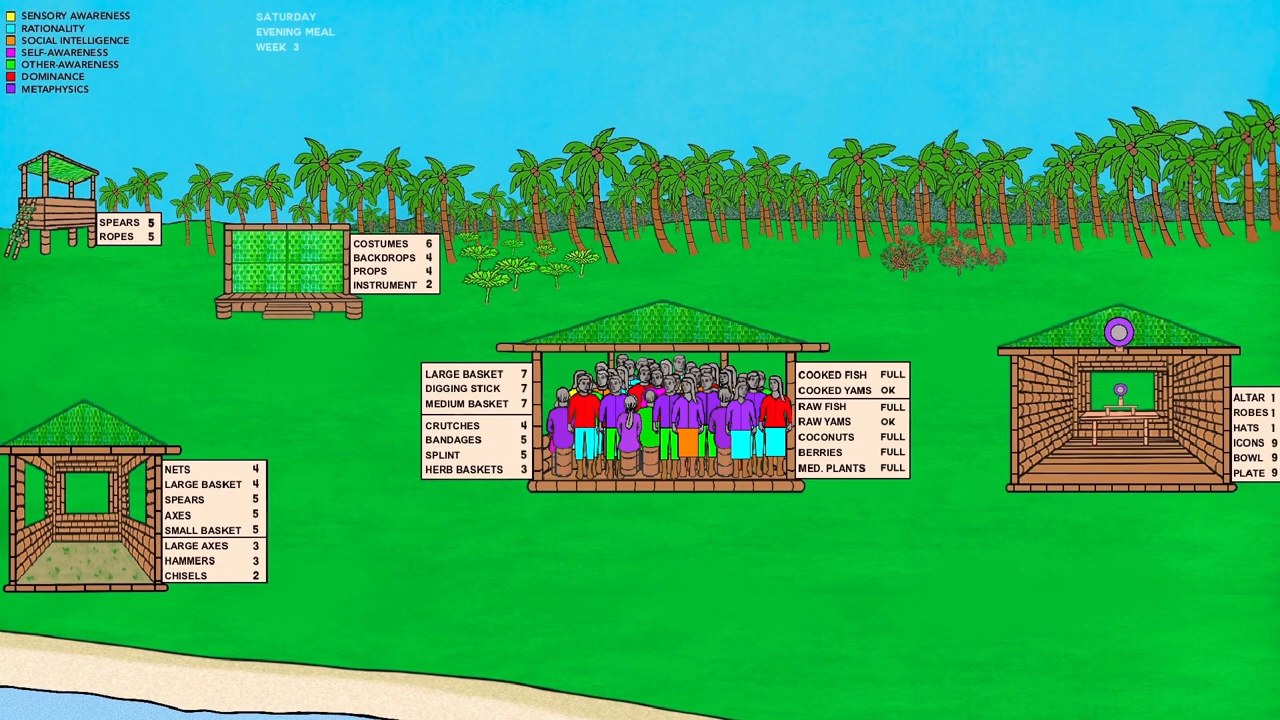 SENSORY AWARENESS
RATIONALITY
SOCIAL INTELLIGENCE
SELF-AWARENESS
OTHER-AWARENESS
DOMINANCE
METAPHYSICS
SATURDAY
EVENING MEAL
WEEK 3
SPEARS 5
ROPES 5
COSTUMES 6
BACKDROPS 4
PROPS 4
INSTRUMENT 2
LARGE BASKET 7
DIGGING STICK 7
MEDIUM BASKET 7
CRUTCHES 4
BANDAGES 5
SPLINT 5
HERB BASKETS 3
COOKED FISH FULL
COOKED YAMS OK
RAW FISH FULL
RAW YAMS OK
COCONUTS FULL
BERRIES FULL
MED. PLANTS FULL
ALTAR 1
ROBES 1
HATS 1
ICONS 9
BOWL 9
PLATE 9
NETS 4
LARGE BASKET 4
SPEARS 5
AXES 5
SMALL BASKET 5
LARGE AXES 3
HAMMERS 3
CHISELS 2